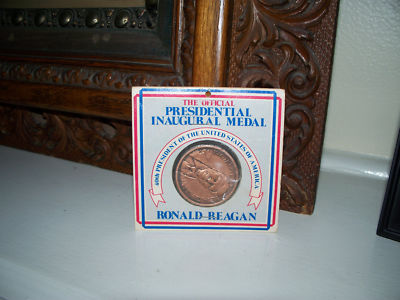 THE OFFICIAL
PRESIDENTIAL
INAUGURAL MEDAL
40th PRESIDENT OF THE UNITED STATES OF AMERICA
RONALD REAGAN